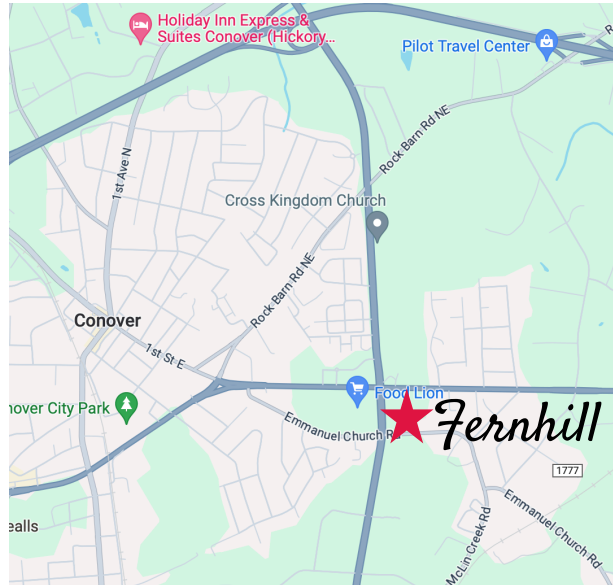 Holiday Inn Express &
Suites Conover (Hickory...
Pilot Travel Center
1st Ave N
Rock Barn Rd NE
Cross Kingdom Church
Rock Barn Rd NE
Conover
1st St E
Food Lion
nover City Park
Fernhill
Emmanuel Church Rd
1777
Emmanuel Church Rd
McLin Creek Rd
ealls